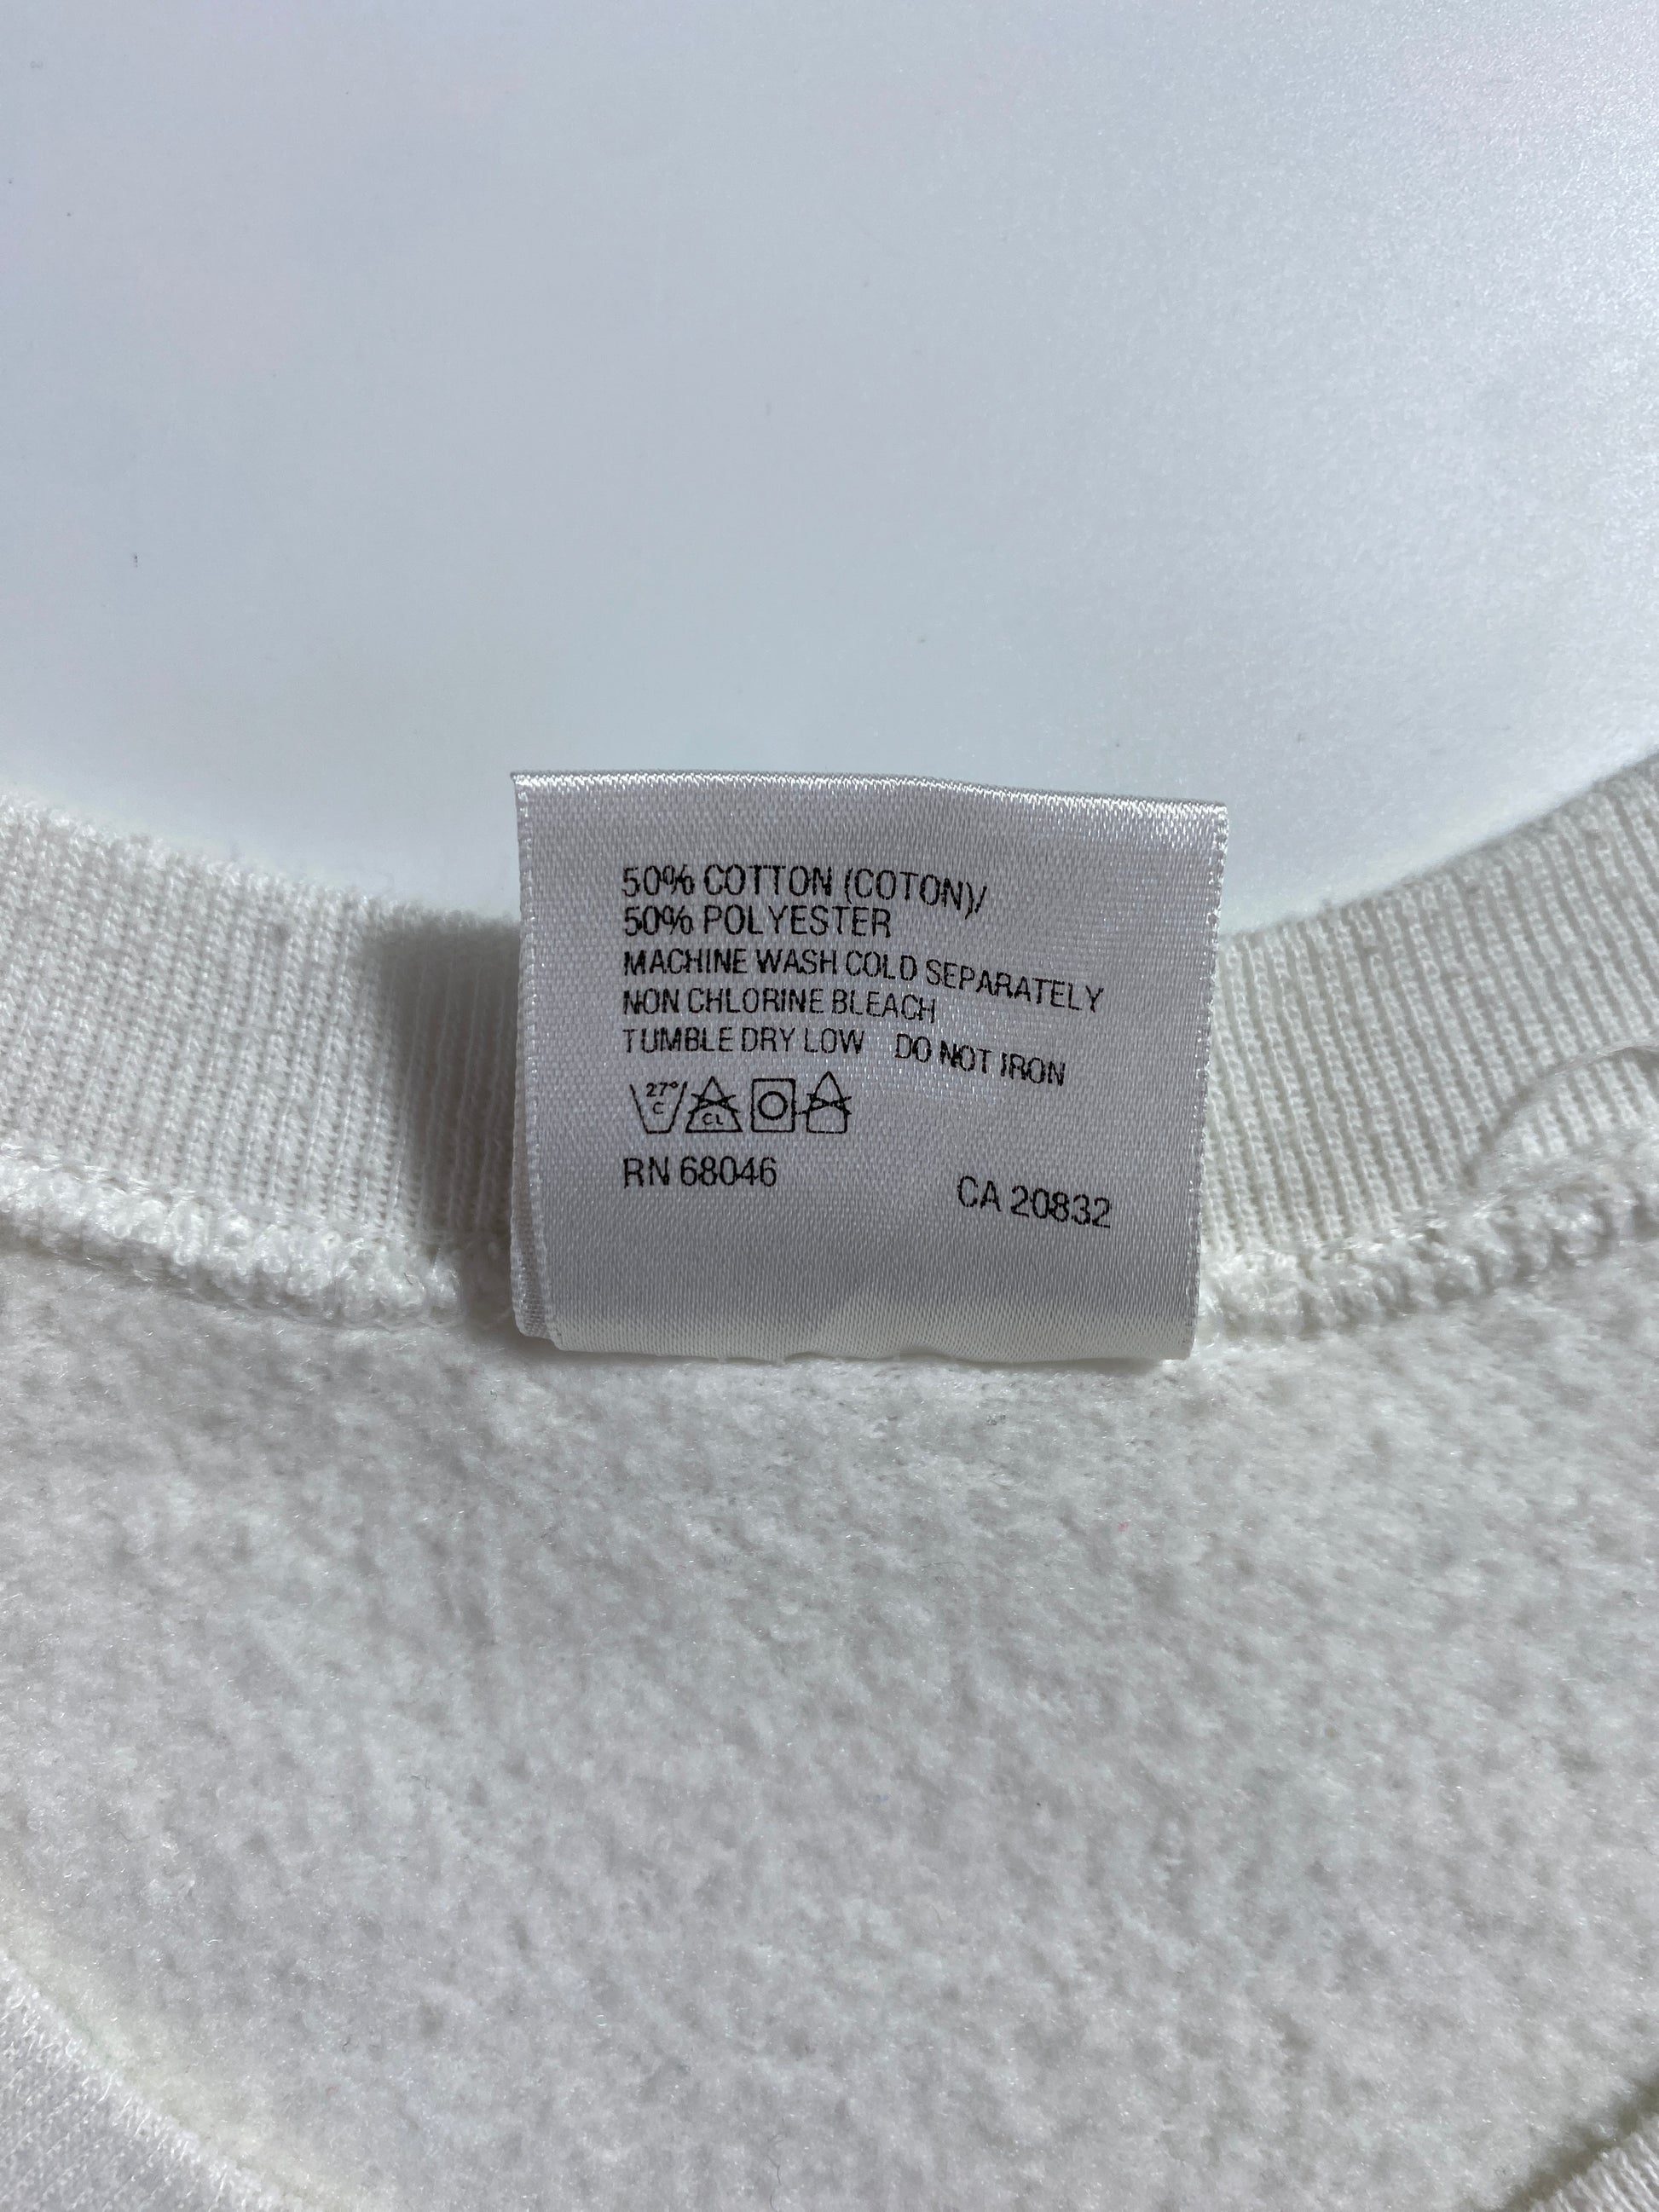 50% COTTON (COTON)/
50% POLYESTER
MACHINE WASH COLD SEPARATELY
NON CHLORINE BLEACH
TUMBLE DRY LOW DO NOT IRON
27° C CL
RN 68046 CA 20832